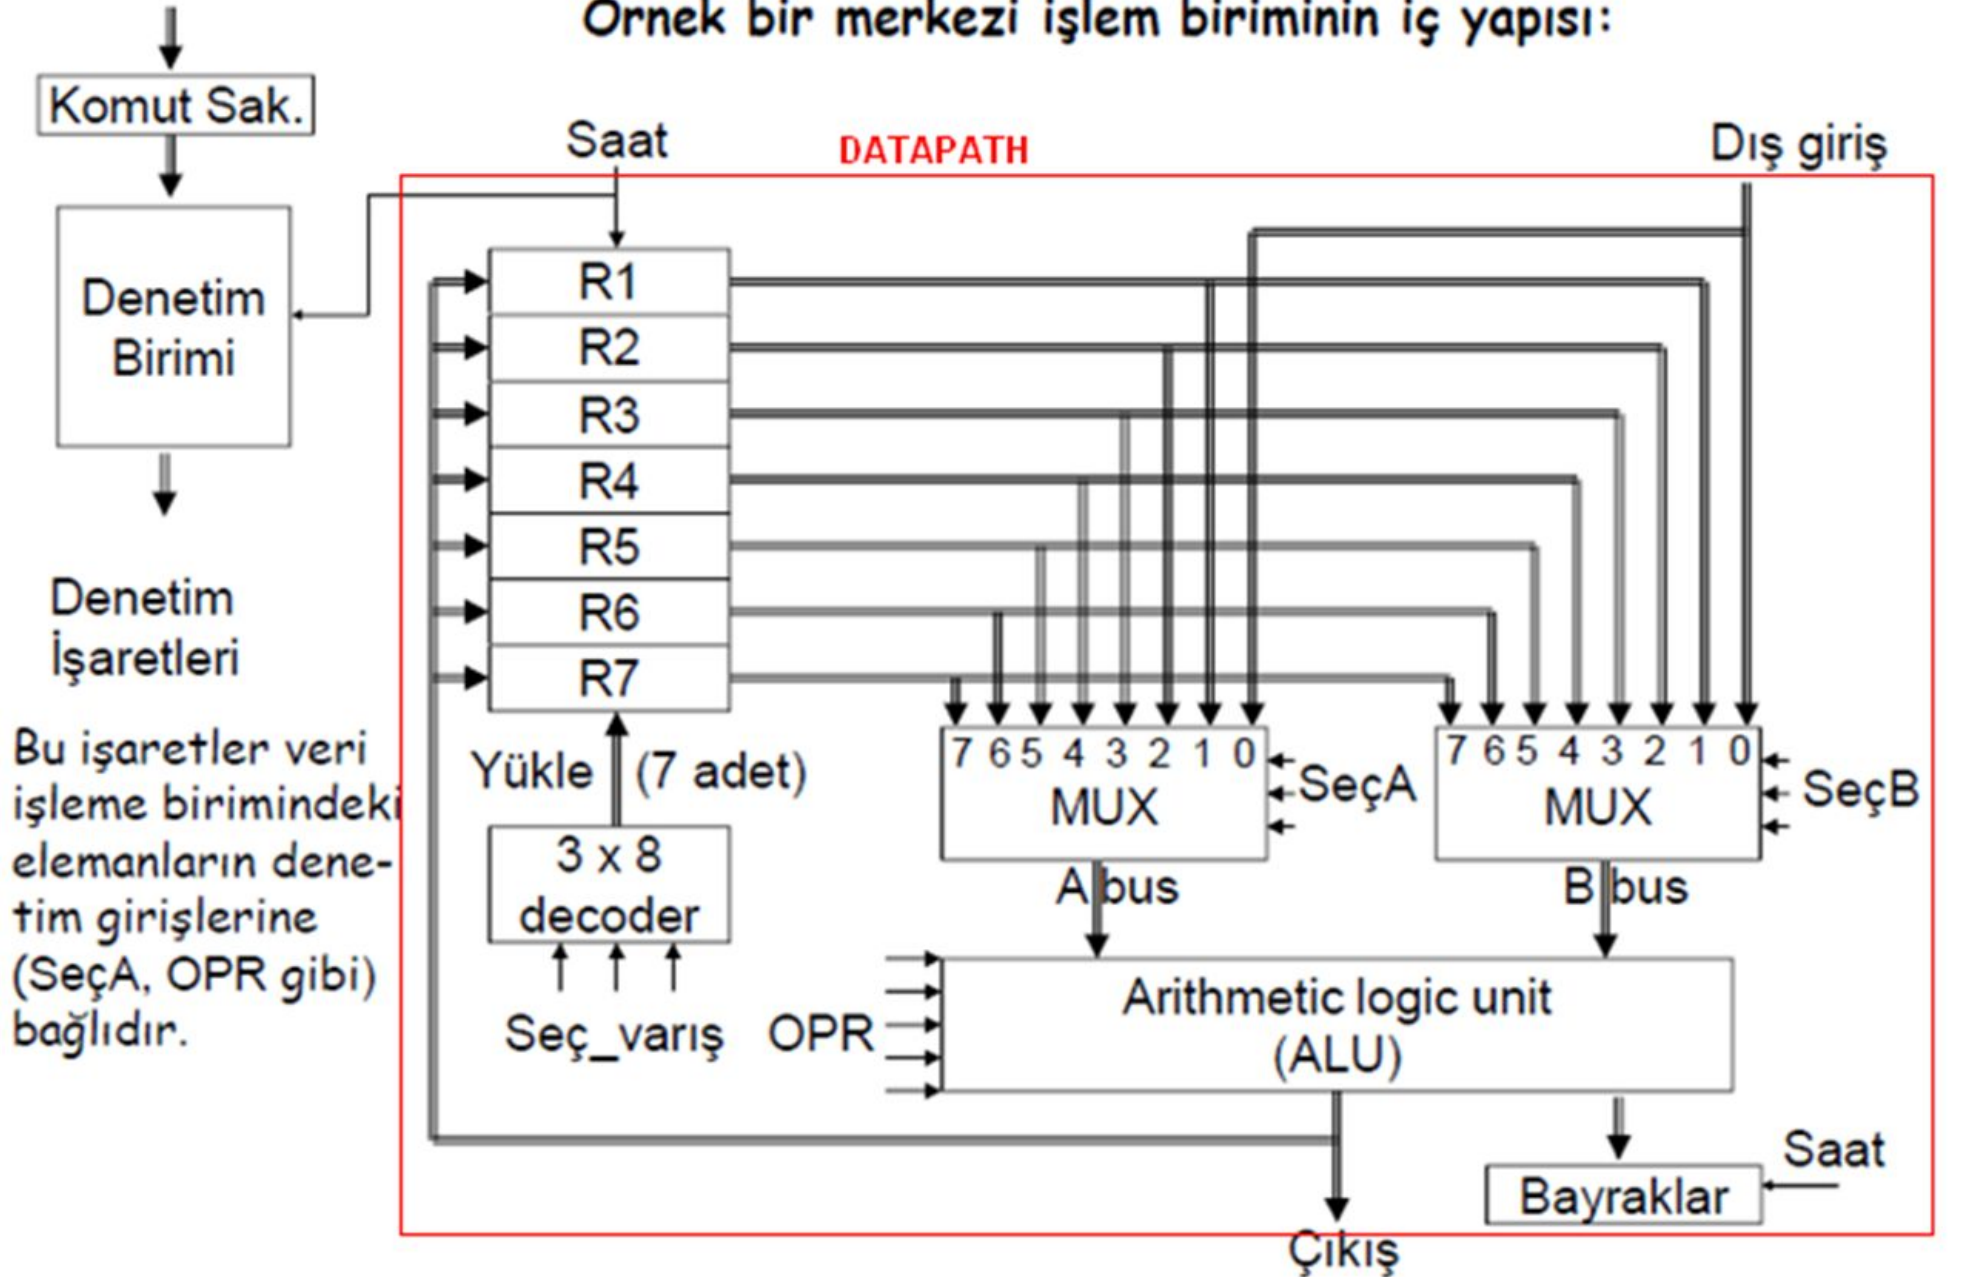 Örnek bir merkezi işlem biriminin iç yapısı:
Komut Sak.
Saat
DATAPATH
Dış giriş
Denetim
Birimi
R1
R2
R3
R4
R5
R6
R7
Denetim
İşaretleri
Bu işaretler veri
işleme birimindeki
elemanların dene-
tim girişlerine
(SeçA, OPR gibi)
bağlıdır.
Yükle (7 adet)
3 x 8
decoder
Seç_varış
7 6 5 4 3 2 1 0
MUX
SeçA
A bus
7 6 5 4 3 2 1 0
MUX
SeçB
B bus
OPR
Arithmetic logic unit
(ALU)
Saat
Bayraklar
Çıkış